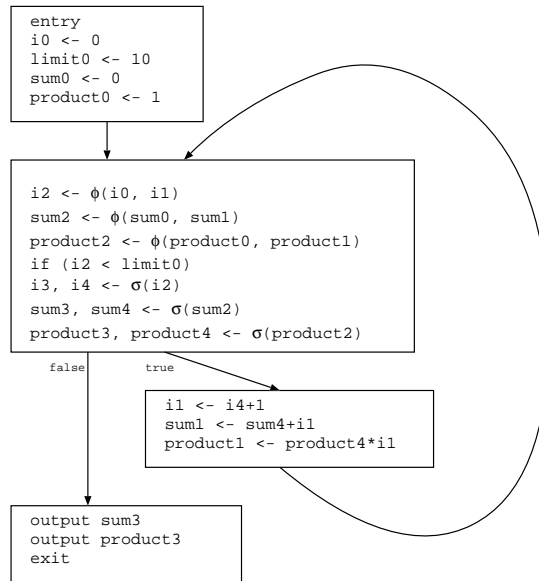 entry
i0 <- 0
limit0 <- 10
sum0 <- 0
product0 <- 1
i2 <- ϕ(i0, i1)
sum2 <- ϕ(sum0, sum1)
product2 <- ϕ(product0, product1)
if (i2 < limit0)
i3, i4 <- σ(i2)
sum3, sum4 <- σ(sum2)
product3, product4 <- σ(product2)
false
true
i1 <- i4+1
sum1 <- sum4+i1
product1 <- product4*i1
output sum3
output product3
exit